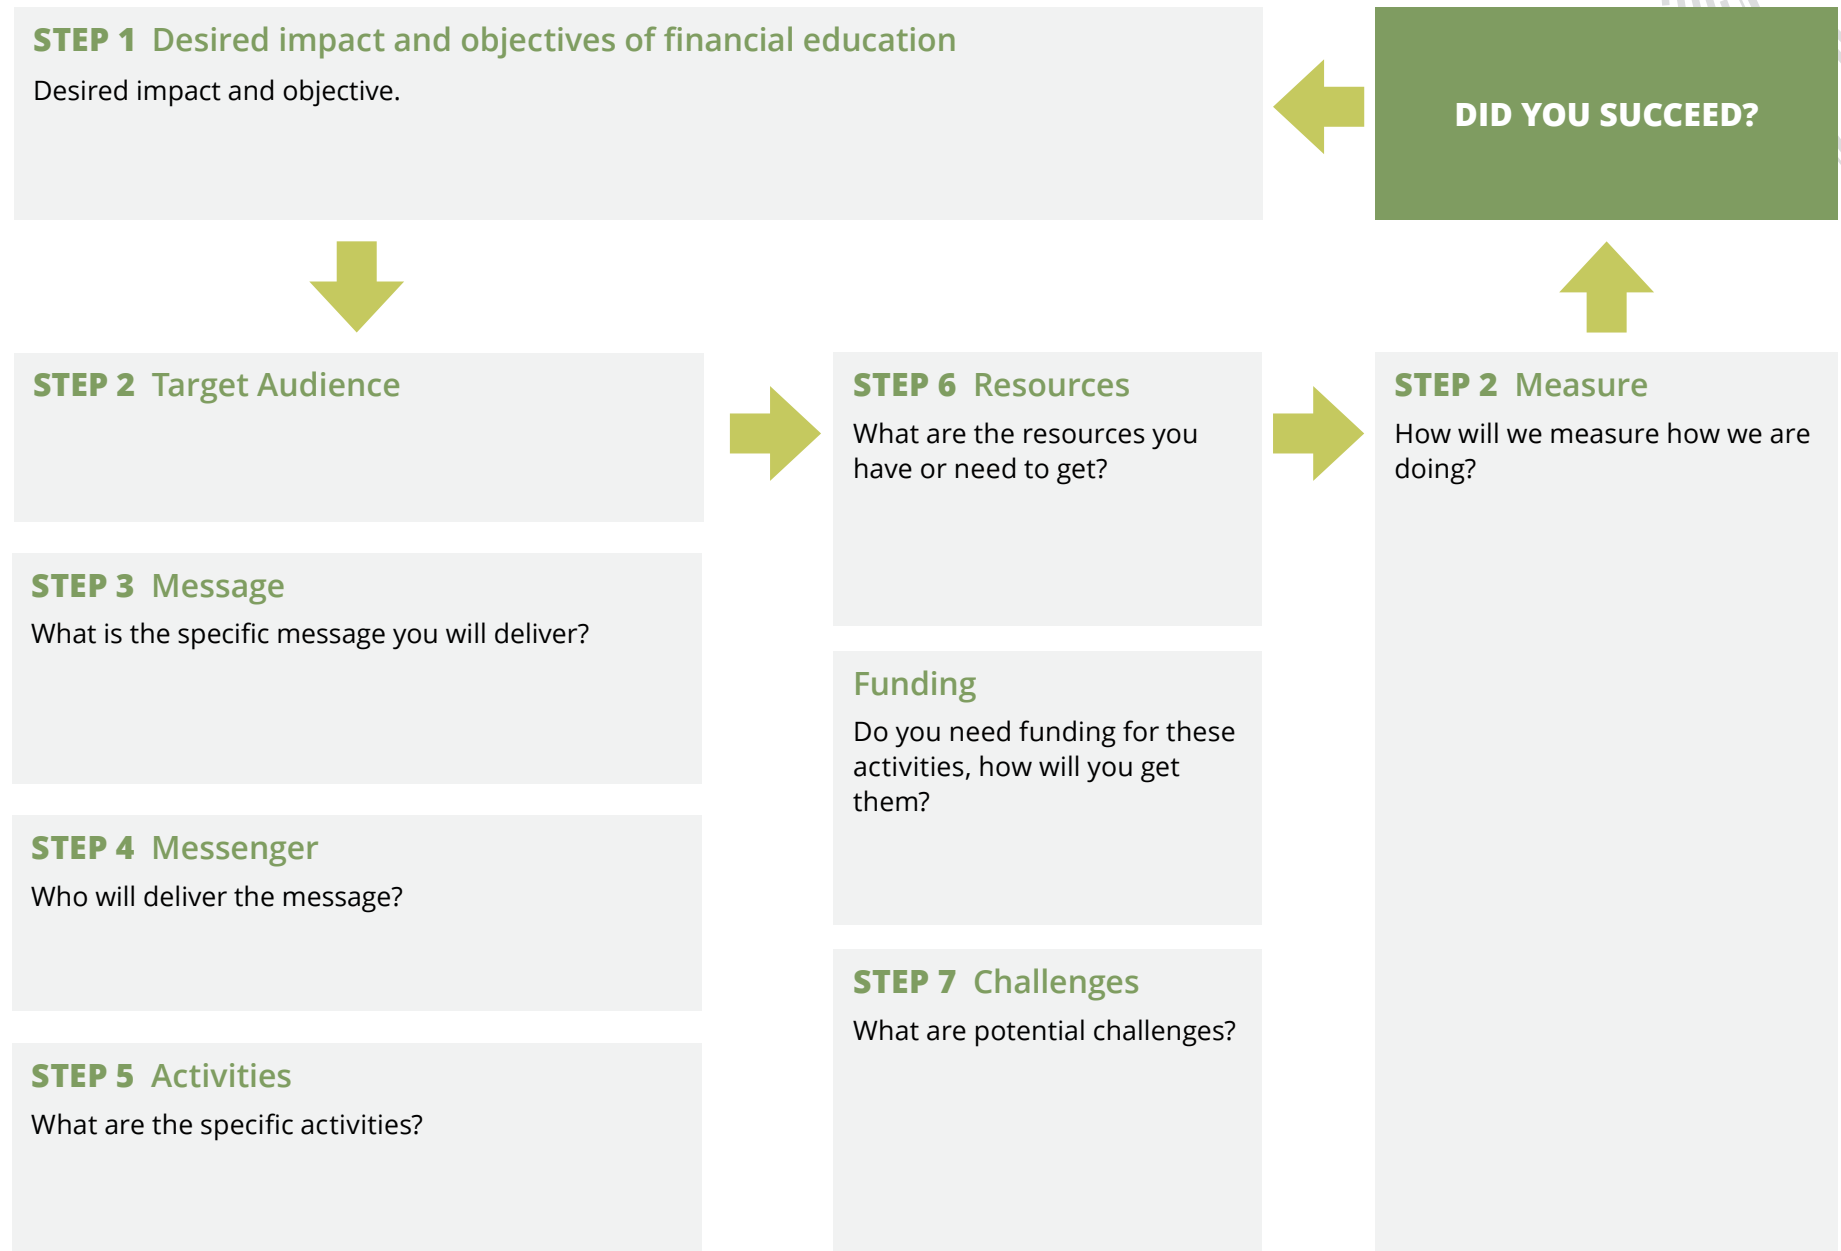 STEP 1 Desired impact and objectives of financial education
Desired impact and objective.
DID YOU SUCCEED?
STEP 2 Target Audience
STEP 3 Message
What is the specific message you will deliver?
STEP 4 Messenger
Who will deliver the message?
STEP 5 Activities
What are the specific activities?
STEP 6 Resources
What are the resources you
have or need to get?
Funding
Do you need funding for these
activities, how will you get
them?
STEP 7 Challenges
What are potential challenges?
STEP 2 Measure
How will we measure how we are
doing?